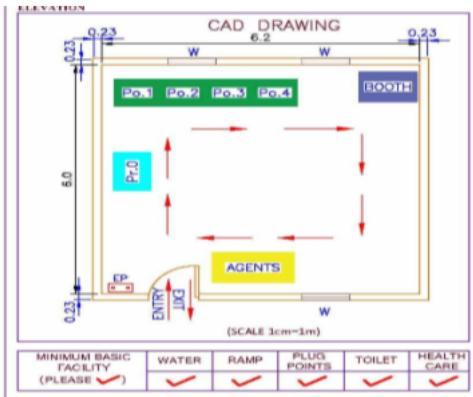 ELEVATION
CAD DRAWING
0.23 6.2 0.23
0.23 W W
Po.1 Po.2 Po.3 Po.4 BOOTH
Pr.O
6.0
AGENTS
EP
ENTRY EXIT
0.23 W
(SCALE 1cm=1m)
MINIMUM BASIC FACILITY (PLEASE ✓) WATER RAMP PLUG POINTS TOILET HEALTH CARE
✓ ✓ ✓ ✓ ✓